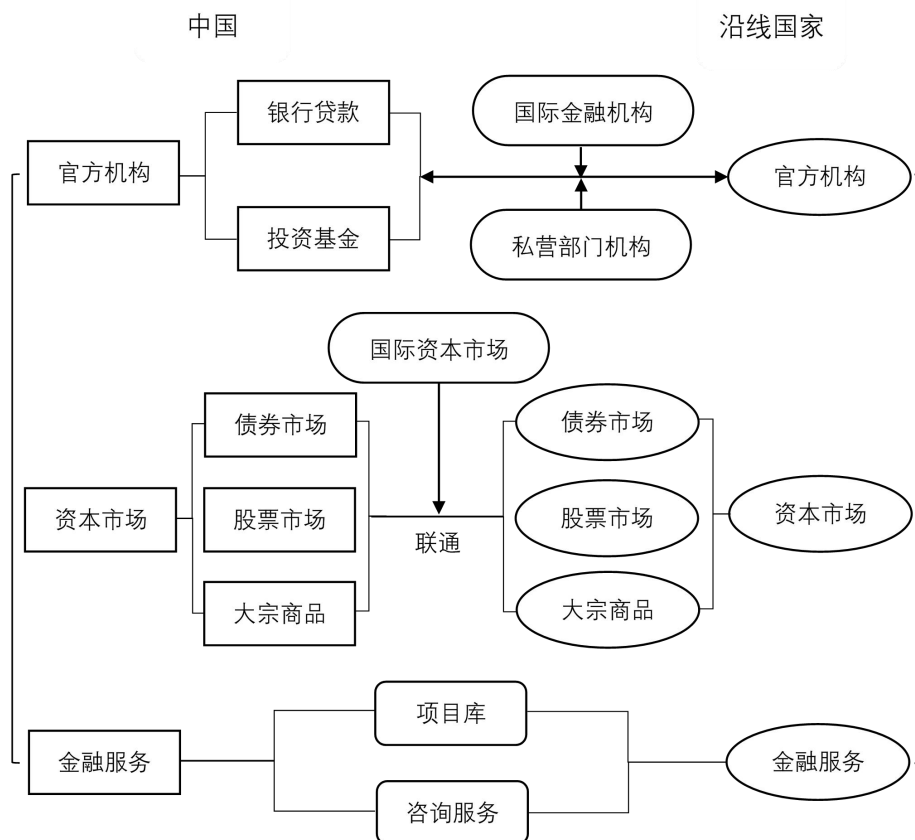 中国
沿线国家
银行贷款
国际金融机构
官方机构
官方机构
投资基金
私营部门机构
国际资本市场
债券市场
债券市场
资本市场
股票市场
股票市场
资本市场
联通
大宗商品
大宗商品
项目库
金融服务
金融服务
咨询服务